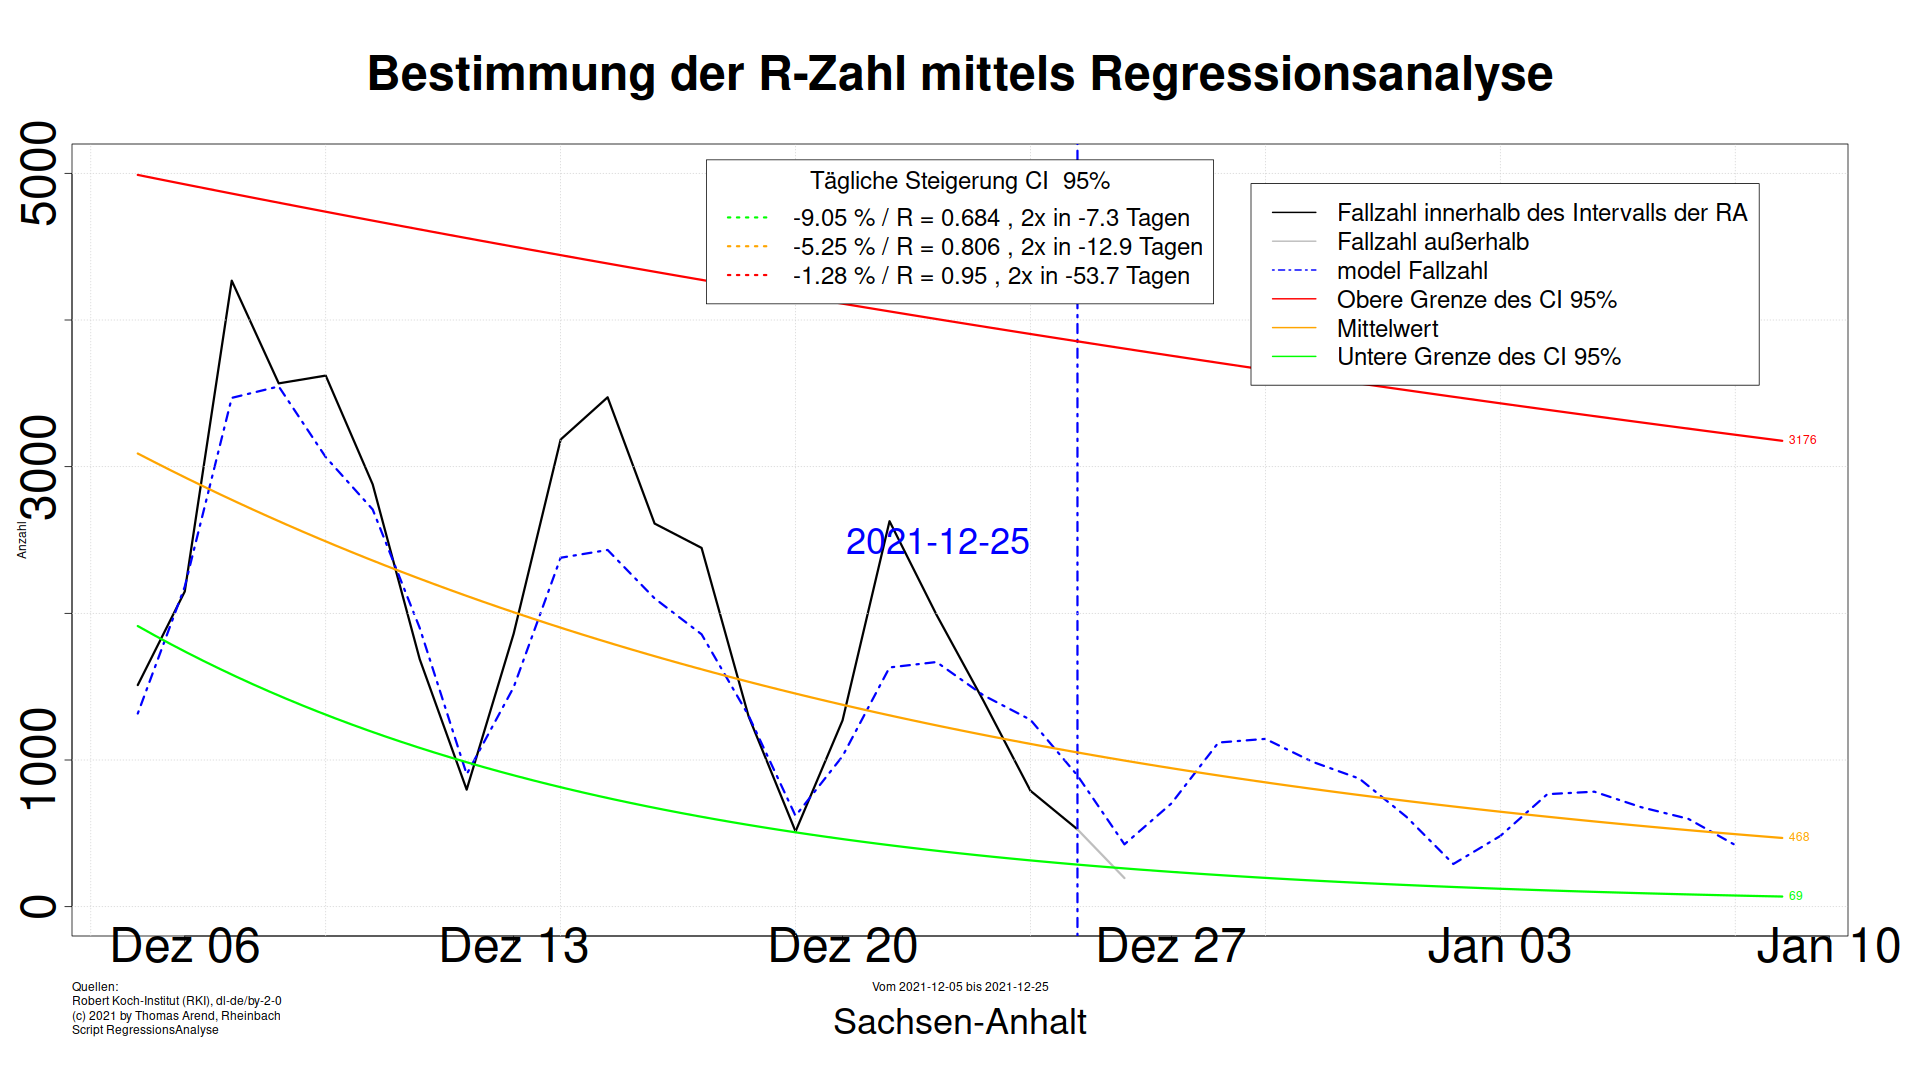 Bestimmung der R-Zahl mittels Regressionsanalyse
Tägliche Steigerung CI  95%
-9.05 % / R = 0.684 , 2x in -7.3 Tagen
-5.25 % / R = 0.806 , 2x in -12.9 Tagen
-1.28 % / R = 0.95 , 2x in -53.7 Tagen
Fallzahl innerhalb des Intervalls der RA
Fallzahl außerhalb
model Fallzahl
Obere Grenze des CI 95%
Mittelwert
Untere Grenze des CI 95%
5000
3000
1000
0
Anzahl
2021-12-25
3176
468
69
Dez 06
Dez 13
Dez 20
Dez 27
Jan 03
Jan 10
Quellen:
Robert Koch-Institut (RKI), dl-de/by-2-0
(c) 2021 by Thomas Arend, Rheinbach
Script RegressionsAnalyse
Vom 2021-12-05 bis 2021-12-25
Sachsen-Anhalt